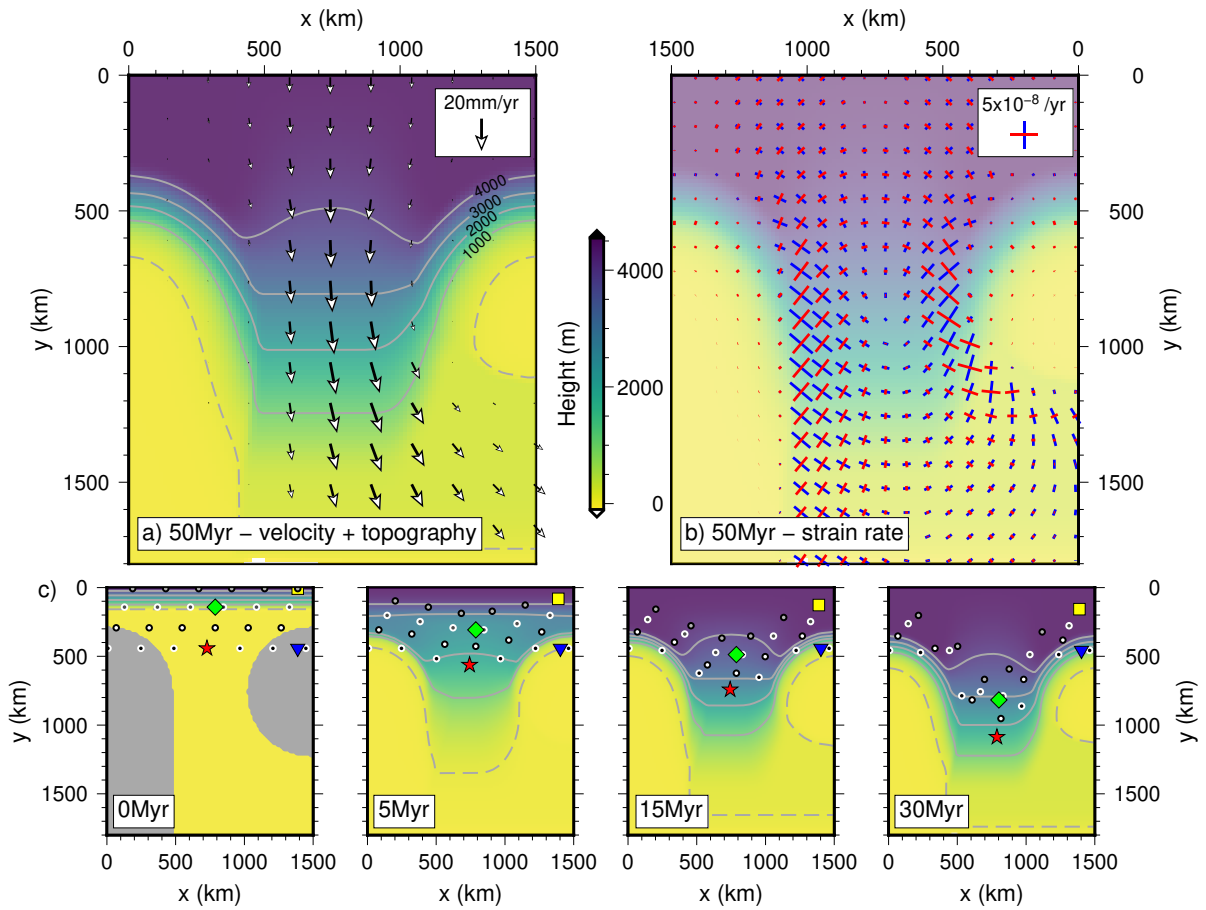 x (km)
x (km)
0 500 1000 1500
1500 1000 500 0
0
500
1000
1500
y (km)
20mm/yr
4000
3000
2000
1000
a) 50Myr − velocity + topography
Height (m)
4000
2000
0
5x10⁻⁸ /yr
0
500
1000
1500
y (km)
b) 50Myr − strain rate
c)
0
500
1000
1500
y (km)
0Myr
5Myr
15Myr
30Myr
0
500
1000
1500
y (km)
0 500 1000 1500
0 500 1000 1500
0 500 1000 1500
0 500 1000 1500
x (km)
x (km)
x (km)
x (km)